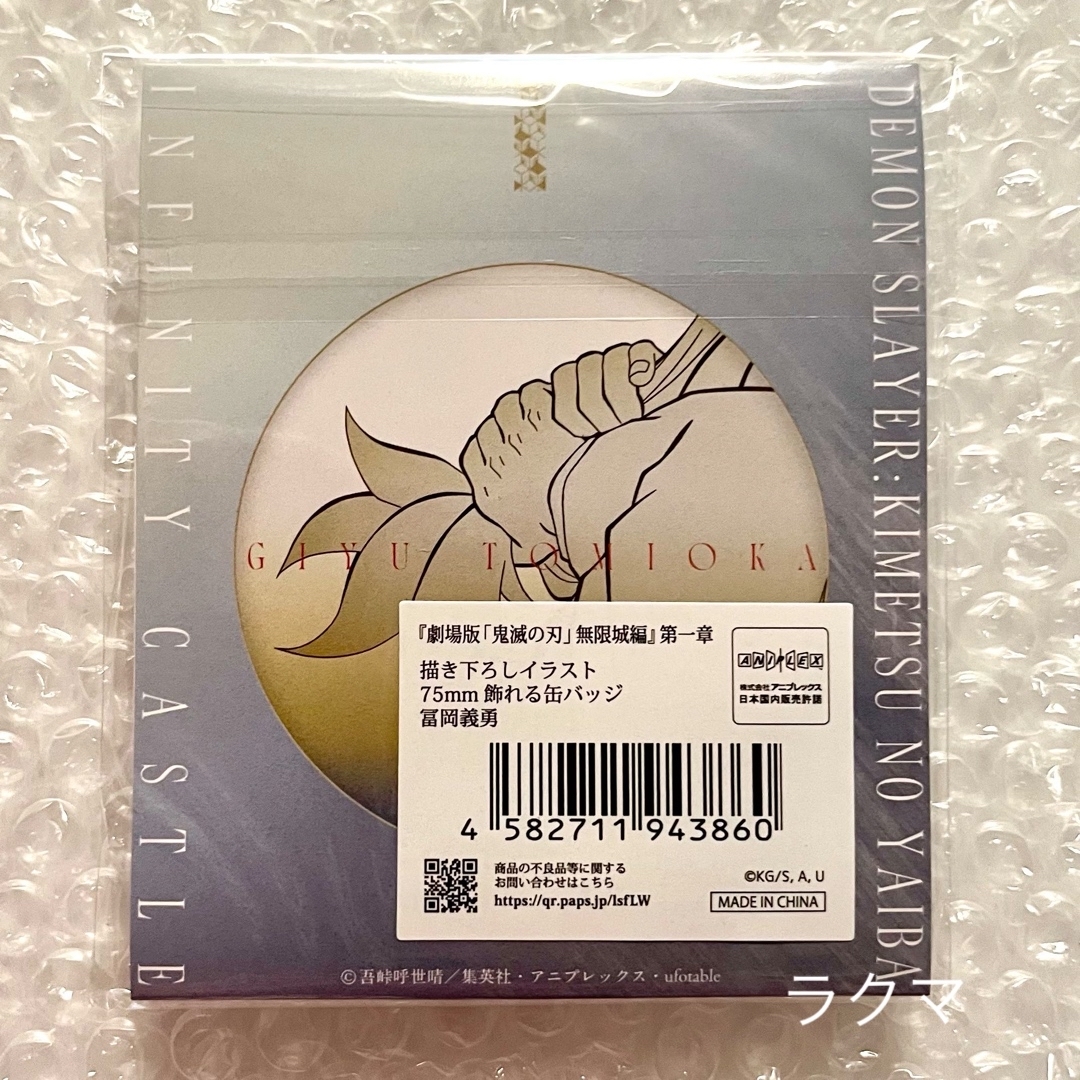 INFINITY CASTLE
DEMON SLAYER: KIMETSU NO YAIBA
GIYU TOMIOKA
『劇場版「鬼滅の刃」無限城編』第一章
描き下ろしイラスト
75mm 飾れる缶バッジ
冨岡義勇
ANIPLEX
株式会社アニプレックス
日本国内販売許諾
4 582711 943860
商品の不良品等に関する
お問い合わせはこちら
https://qr.paps.jp/lsfLW
©KG/S, A, U
MADE IN CHINA
©吾峠呼世晴／集英社・アニプレックス・ufotable
ラクマ